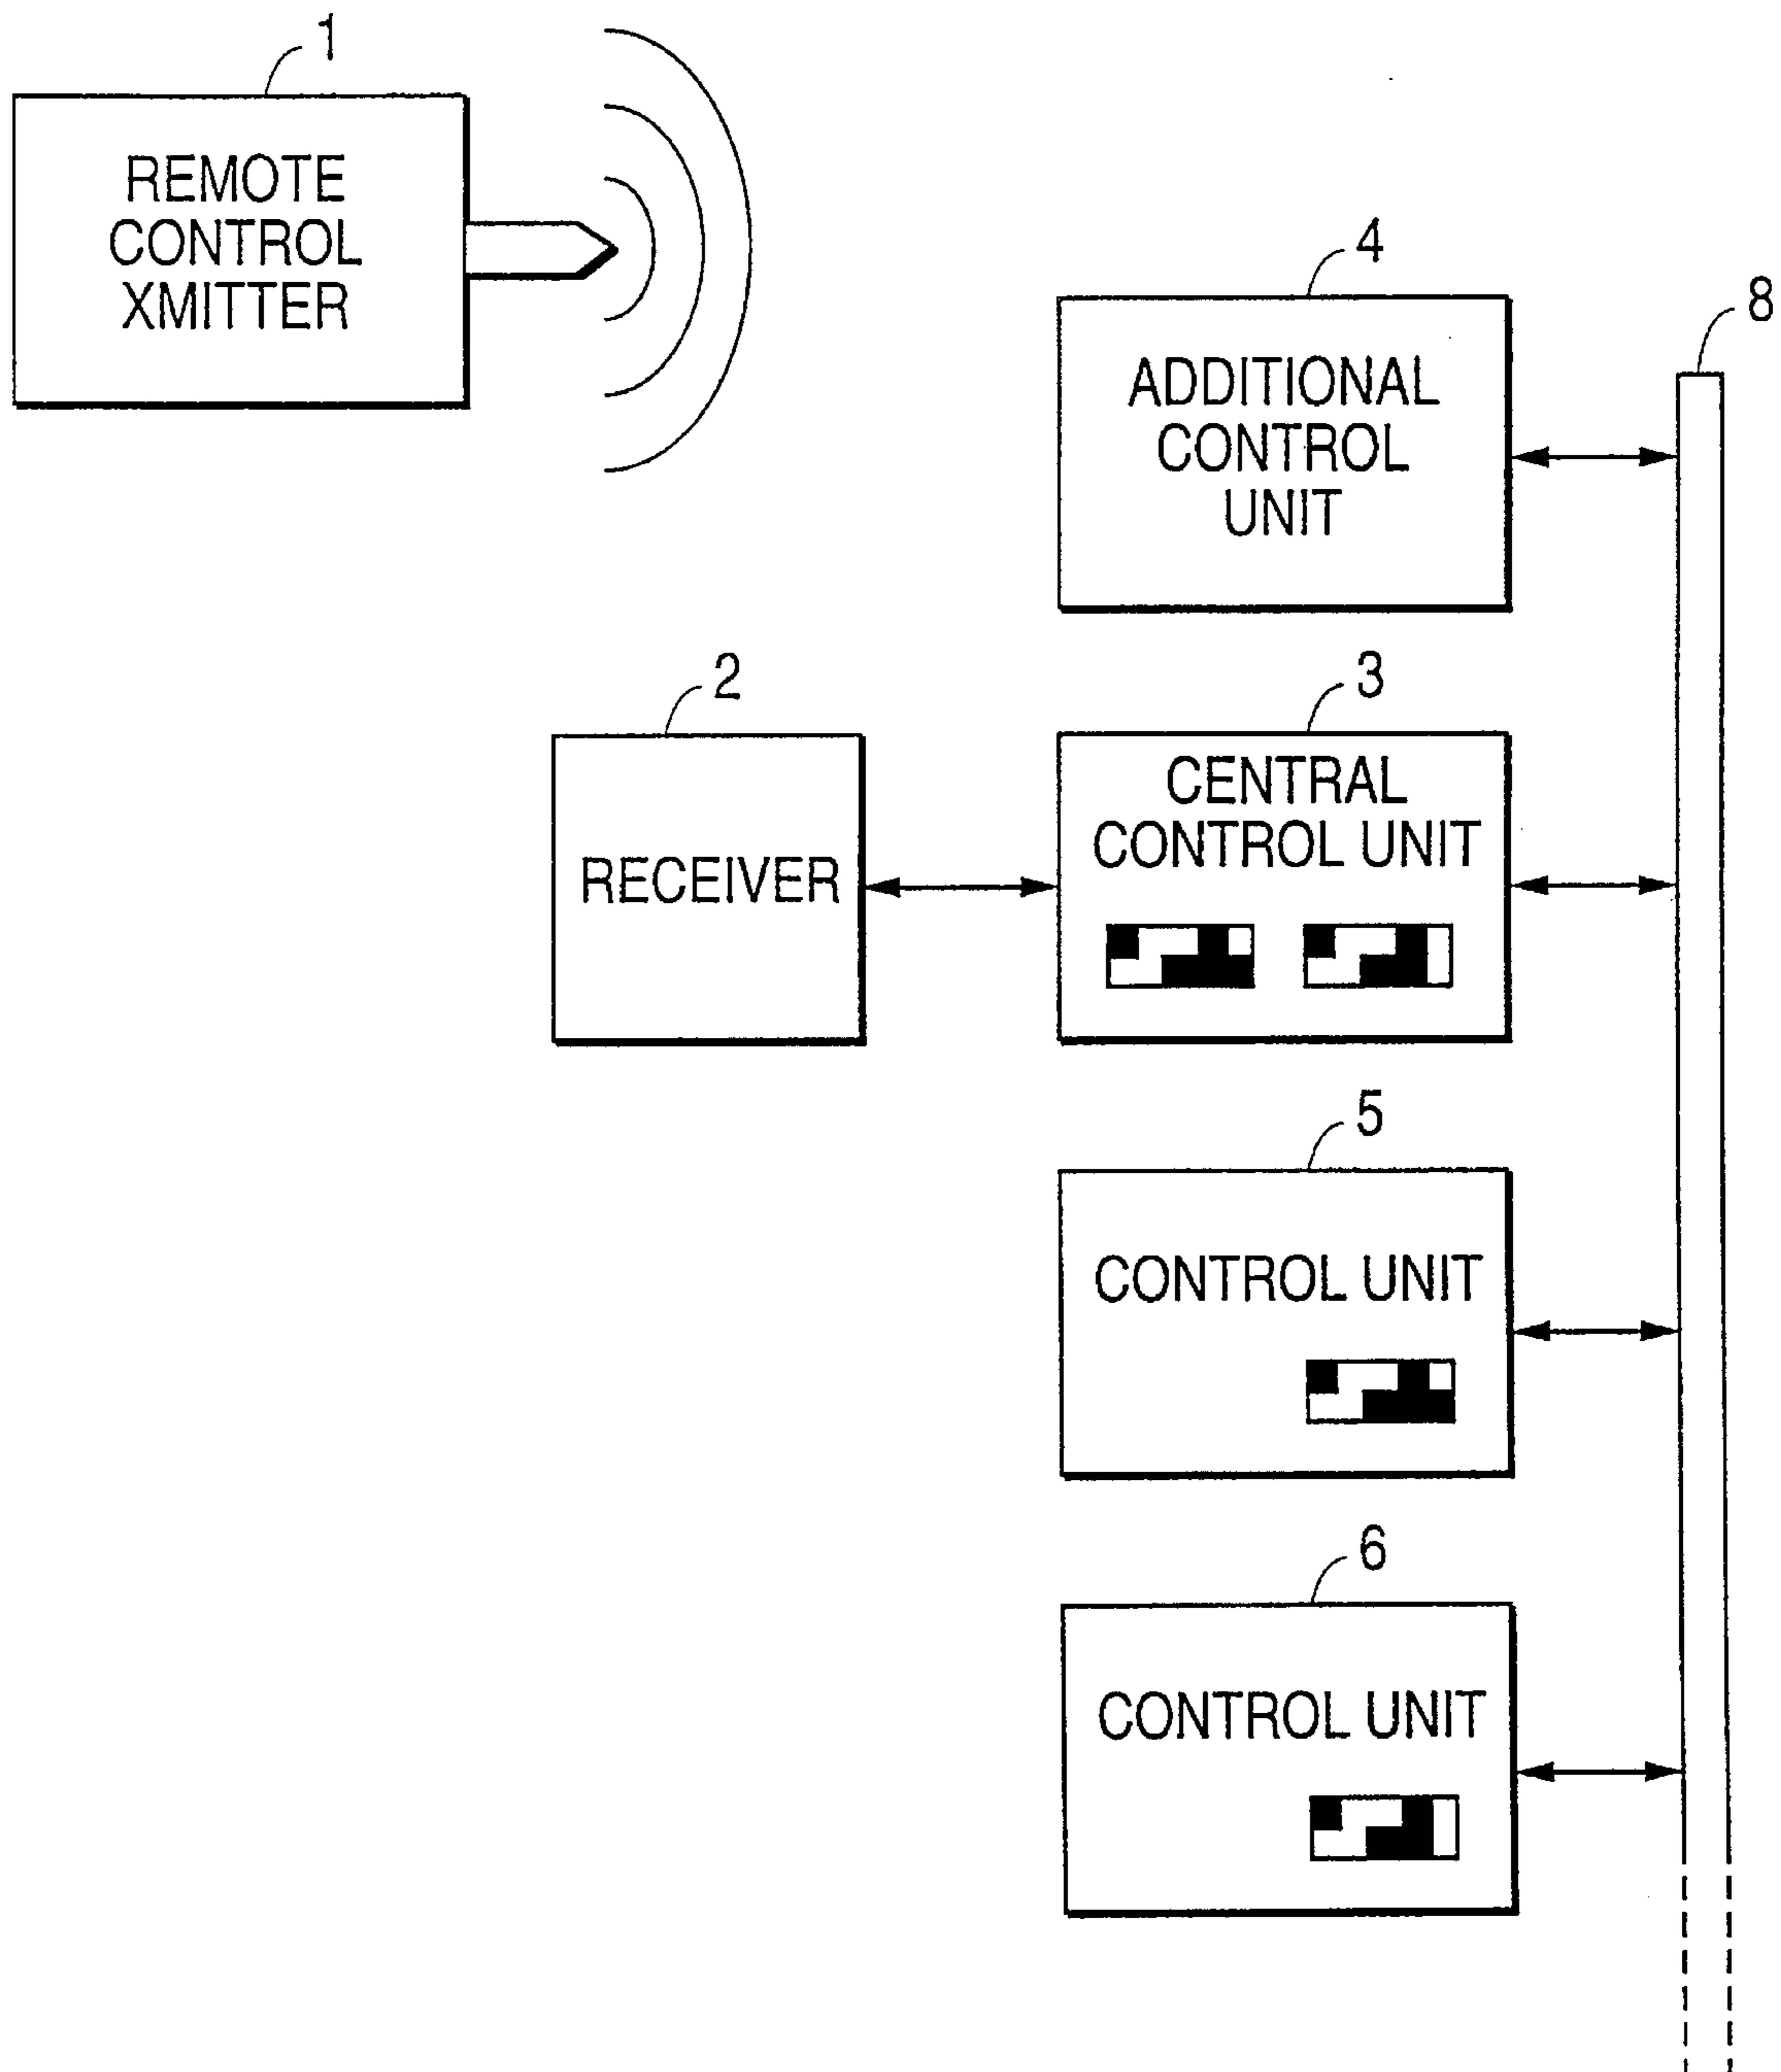 1
REMOTE
CONTROL
XMITTER
4
ADDITIONAL
CONTROL
UNIT
8
2
RECEIVER
3
CENTRAL
CONTROL UNIT
5
CONTROL UNIT
6
CONTROL UNIT